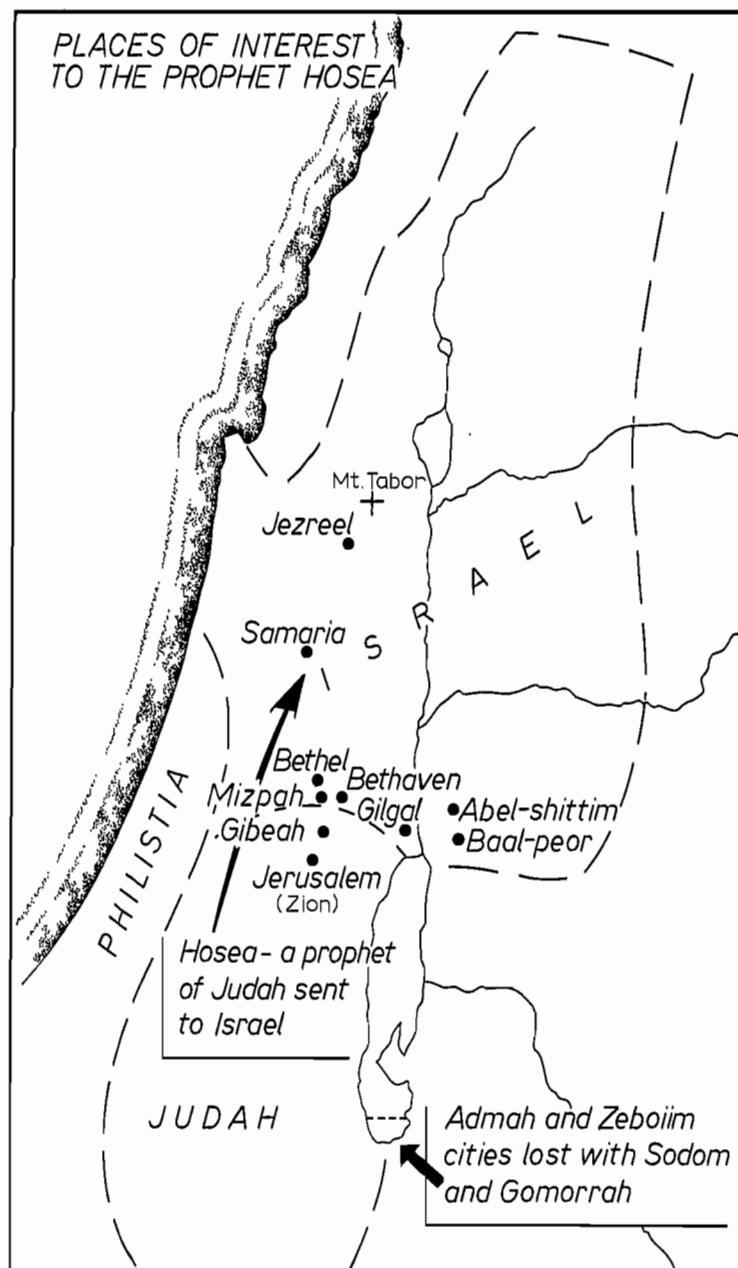 PLACES OF INTEREST
TO THE PROPHET HOSEA
Mt. Tabor
Jezreel
ISRAEL
Samaria
Bethel
Bethaven
Mizpah
Gilgal
Abel-shittim
Gibeah
Baal-peor
Jerusalem
(Zion)
PHILISTIA
Hosea - a prophet
of Judah sent
to Israel
JUDAH
Admah and Zeboiim
cities lost with Sodom
and Gomorrah